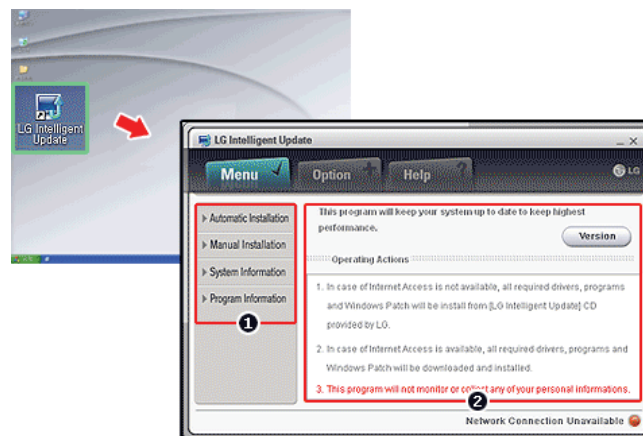 LG Intelligent
Update
LG Intelligent Update
Menu
Option
Help
LG
Automatic Installation
Manual Installation
System Information
Program Information
1
This program will keep your system up to date to keep highest
performance.
Version
Operating Actions
1. In case of Internet Access is not available, all required drivers, programs
and Windows Patch will be install from [LG Intelligent Update] CD
provided by LG.
2. In case of Internet Access is available, all required drivers, programs and
Windows Patch will be downloaded and installed.
3. This program will not monitor or collect any of your personal informations.
2
Network Connection Unavailable